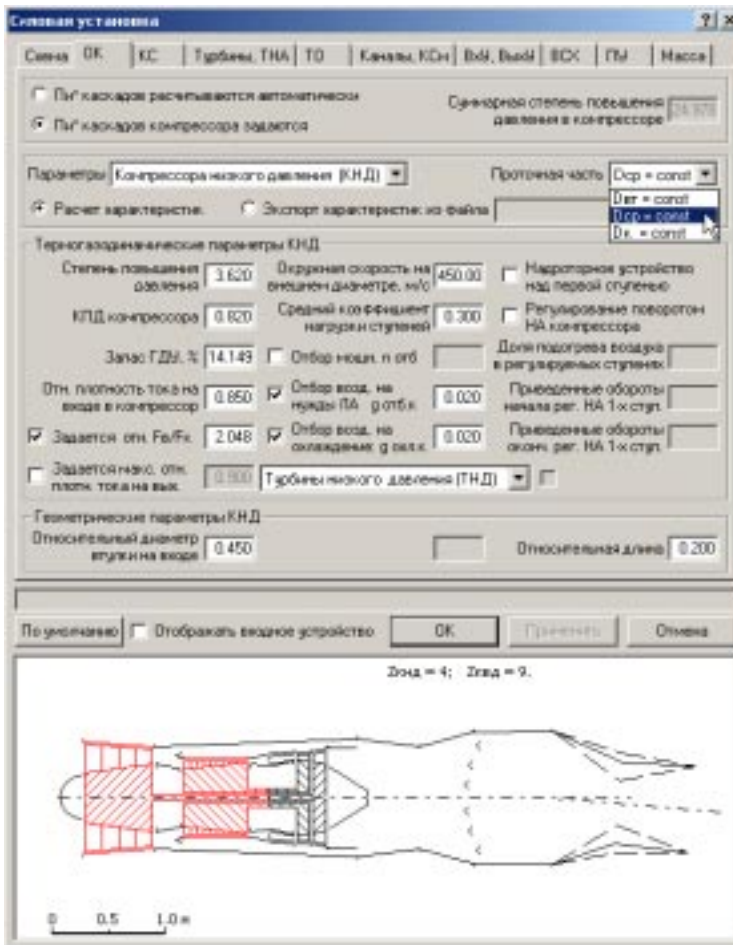 Силовая установка
Схема ОК КС Турбины, ТНА ТО Каналы, КСм ВхУ, ВыхУ ВСХ ПУ Масса
Пи* каскадов расчитываются автоматически
Пи* каскадов компрессора задаются
Суммарная степень повышения
давления в компрессоре 24.978
Параметры Компрессора низкого давления (КНД) Проточная часть Dср = const
Dвт = const
Dср = const
Dк. = const
Расчет характеристик Экспорт характеристик из файла
Термогазодинамические параметры КНД
Степень повышения
давления 3.620
Окружная скорость на
внешнем диаметре, м/с 450.00
Надроторное устройство
над первой ступенью
КПД компрессора 0.820
Средний коэффициент
нагрузки ступеней 0.300
Регулирование поворотом
НА компрессора
Запас ГДУ, % 14.149
Отбор мощн. n отб
Доля подогрева воздуха
в регулируемых ступенях
Отн. плотность тока на
входе в компрессор 0.850
Отбор возд. на
нужды ЛА g отб.к 0.020
Приведенные обороты
начала рег. НА 1-х ступ.
Задается отн. Fв/Fк 2.048
Отбор возд. на
охлаждение g охл.к 0.020
Приведенные обороты
оконч. рег. НА 1-х ступ.
Задается макс. отн.
плотн. тока на вых. 0.900
Турбины низкого давления (ТНД)
Геометрические параметры КНД
Относительный диаметр
втулки на входе 0.450
Относительная длина 0.200
По умолчанию Отображать входное устройство OK Применить Отмена
Zкнд = 4; Zквд = 9.
0 0.5 1.0 м